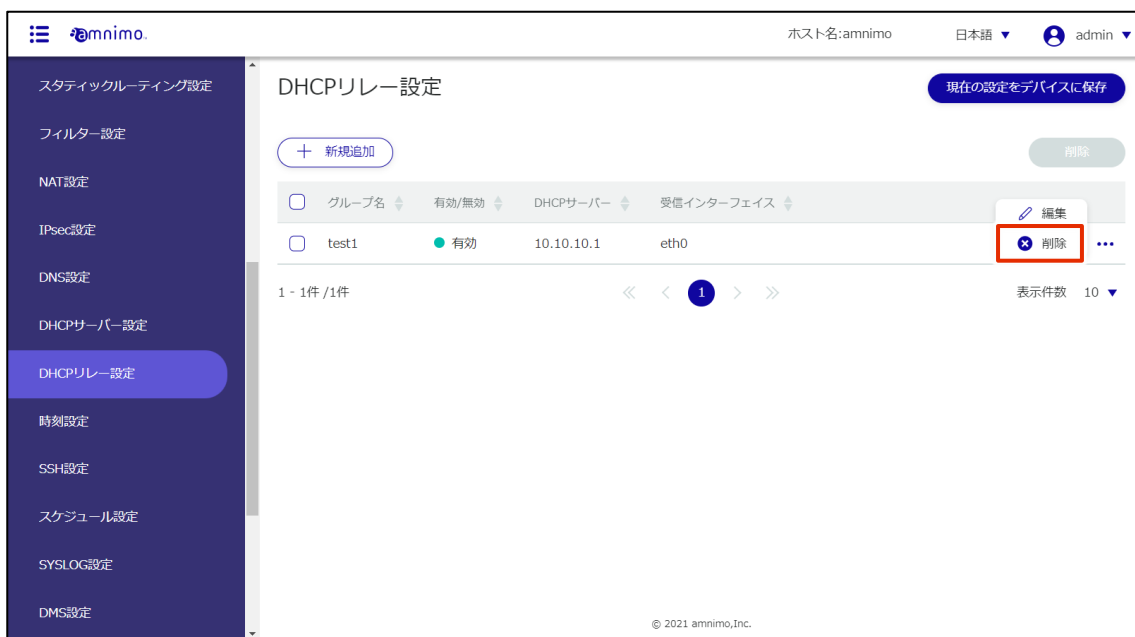 amnimo.
ホスト名:amnimo
日本語 ▼
admin ▼
スタティックルーティング設定
フィルター設定
NAT設定
IPsec設定
DNS設定
DHCPサーバー設定
DHCPリレー設定
時刻設定
SSH設定
スケジュール設定
SYSLOG設定
DMS設定
DHCPリレー設定
現在の設定をデバイスに保存
＋ 新規追加
削除
グループ名 有効/無効 DHCPサーバー 受信インターフェイス
編集
test1 有効 10.10.10.1 eth0
削除
1 - 1件 /1件
1
表示件数 10 ▼
© 2021 amnimo,Inc.